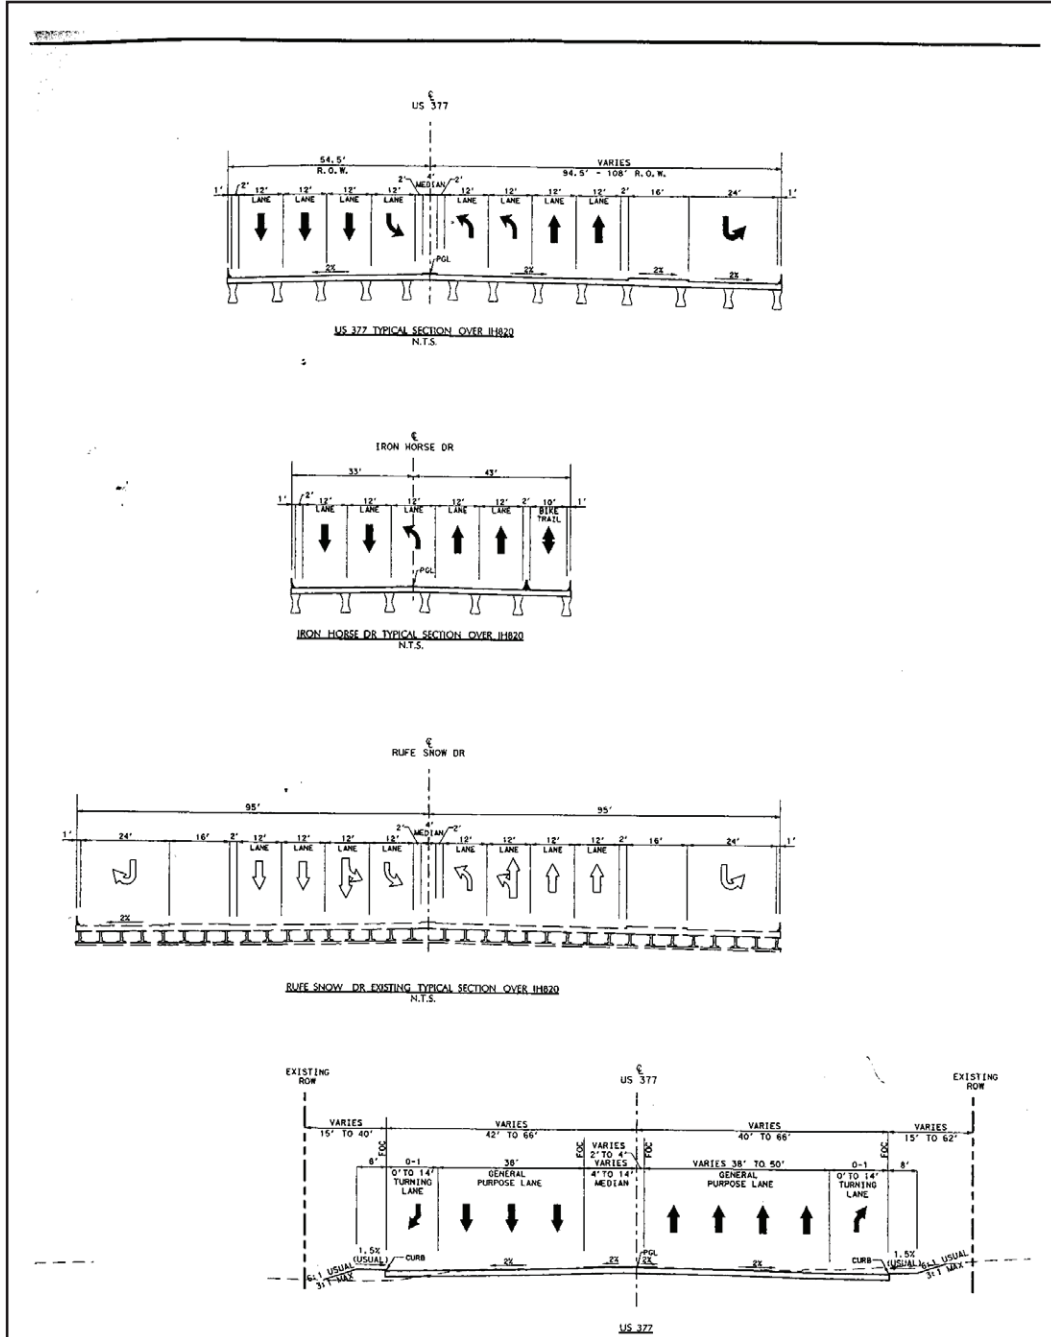 ℄
US 377
54.5' VARIES
R.O.W. 94.5' - 108' R.O.W.
4'
2' MEDIAN 2'
1' 2' 12' 12' 12' 12' 12' 12' 12' 12' 2' 16' 24' 1'
LANE LANE LANE LANE LANE LANE LANE LANE
PGL
2% 2% 2% 2%
US 377 TYPICAL SECTION OVER IH820
N.T.S.
℄
IRON HORSE DR
33' 43'
1' 2' 12' 12' 12' 12' 12' 2' 10' 1'
LANE LANE LANE LANE LANE BIKE
TRAIL
PGL
IRON HORSE DR TYPICAL SECTION OVER IH820
N.T.S.
℄
RUFE SNOW DR
95' 95'
4'
2' MEDIAN 2'
1' 24' 16' 2' 12' 12' 12' 12' 12' 12' 12' 12' 2' 16' 24' 1'
LANE LANE LANE LANE LANE LANE LANE LANE
2%
RUFE SNOW DR EXISTING TYPICAL SECTION OVER IH820
N.T.S.
℄
US 377
EXISTING EXISTING
ROW ROW
VARIES VARIES VARIES VARIES
15' TO 40' 42' TO 66' 40' TO 66' 15' TO 62'
FOC FOC FOC FOC
VARIES
2' TO 4'
0-1 VARIES VARIES 38' TO 50' 0-1 8'
0' TO 14' GENERAL 4' TO 14' GENERAL 0' TO 14'
TURNING PURPOSE LANE MEDIAN PURPOSE LANE TURNING
LANE LANE
1.5% PGL 1.5%
(USUAL) CURB 2% 2% 2% 2% CURB (USUAL)
6:1 USUAL 6:1 USUAL
3:1 MAX 3:1 MAX
US 377